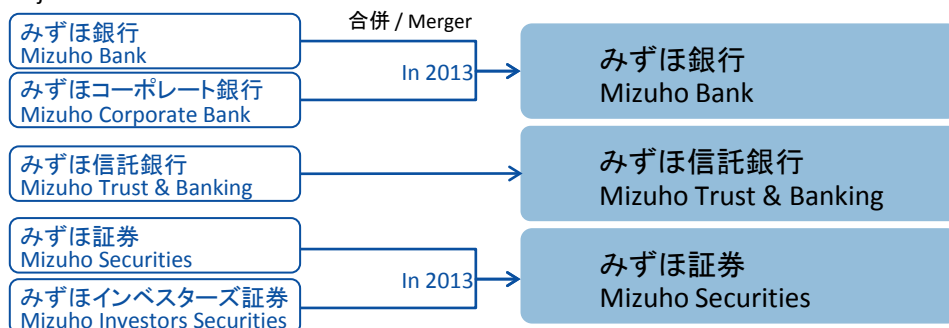 合併 / Merger
みずほ銀行
Mizuho Bank
みずほコーポレート銀行
Mizuho Corporate Bank
In 2013
みずほ銀行
Mizuho Bank
みずほ信託銀行
Mizuho Trust & Banking
みずほ信託銀行
Mizuho Trust & Banking
みずほ証券
Mizuho Securities
みずほインベスターズ証券
Mizuho Investors Securities
In 2013
みずほ証券
Mizuho Securities